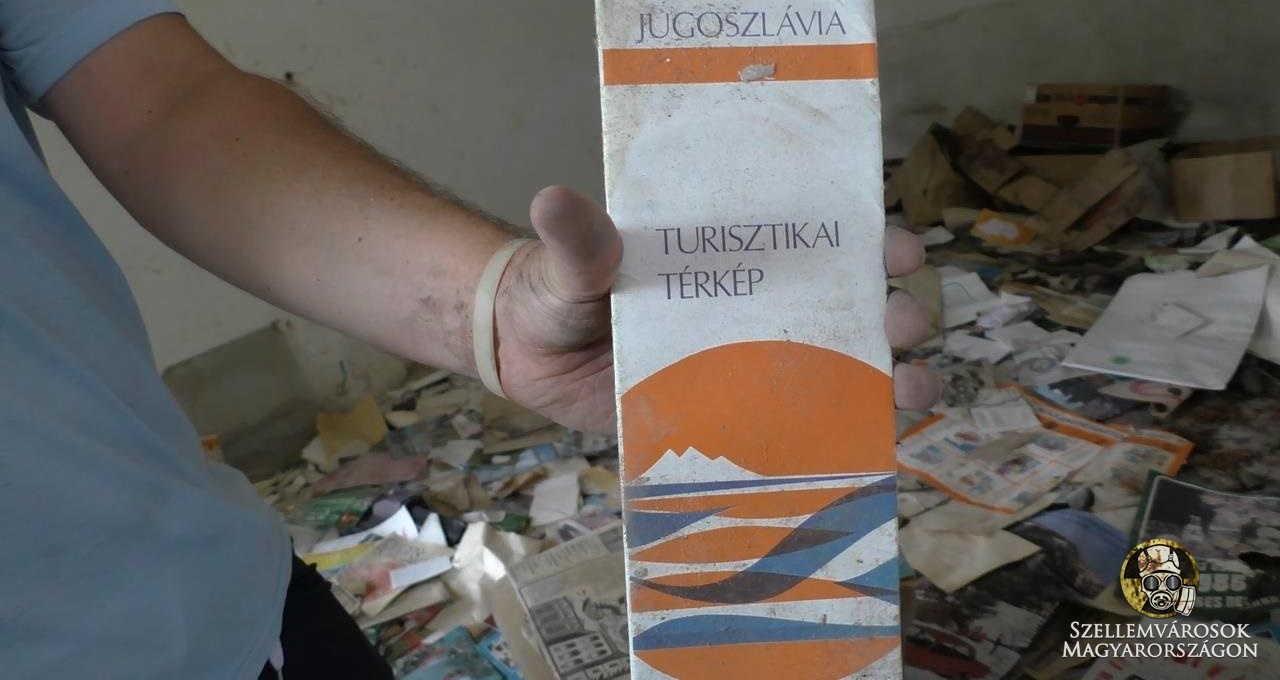 JUGOSZLÁVIA
TURISZTIKAI
TÉRKÉP
SZELLEMVÁROSOK
MAGYARORSZÁGON